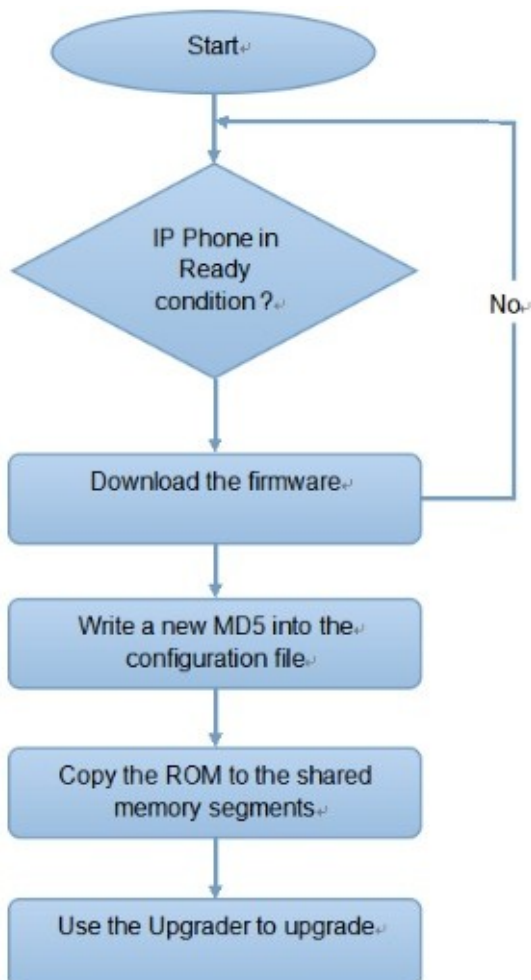 Start
IP Phone in
Ready
condition ?
No
Download the firmware
Write a new MD5 into the
configuration file
Copy the ROM to the shared
memory segments
Use the Upgrader to upgrade